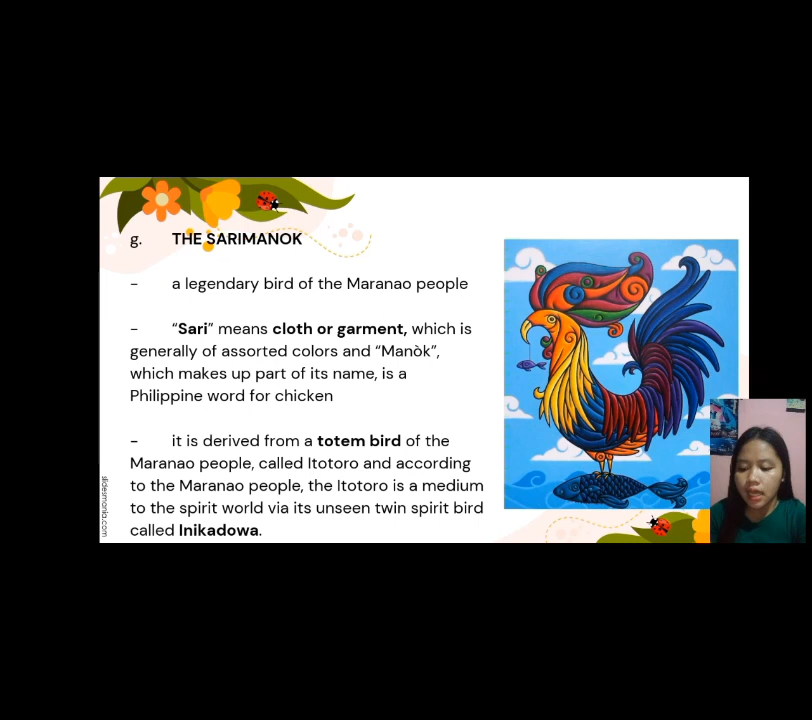 g. THE SARIMANOK
- a legendary bird of the Maranao people
- “Sari” means cloth or garment, which is
generally of assorted colors and “Manòk”,
which makes up part of its name, is a
Philippine word for chicken
- it is derived from a totem bird of the
Maranao people, called Itotoro and according
to the Maranao people, the Itotoro is a medium
to the spirit world via its unseen twin spirit bird
called Inikadowa.
slidesmania.com